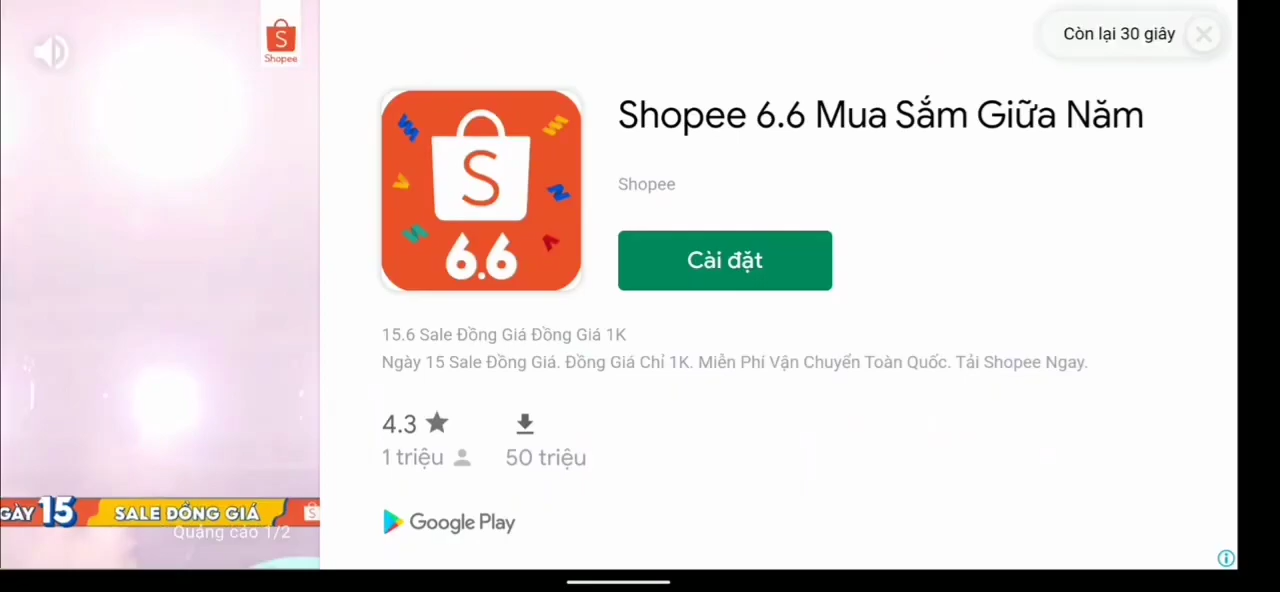 S
Shopee
Còn lại 30 giây
S
6.6
Shopee 6.6 Mua Sắm Giữa Năm
Shopee
Cài đặt
15.6 Sale Đồng Giá Đồng Giá 1K
Ngày 15 Sale Đồng Giá. Đồng Giá Chỉ 1K. Miễn Phí Vận Chuyển Toàn Quốc. Tải Shopee Ngay.
4.3
1 triệu
50 triệu
GÀY 15 SALE ĐỒNG GIÁ S
Quảng cáo 1/2
Google Play